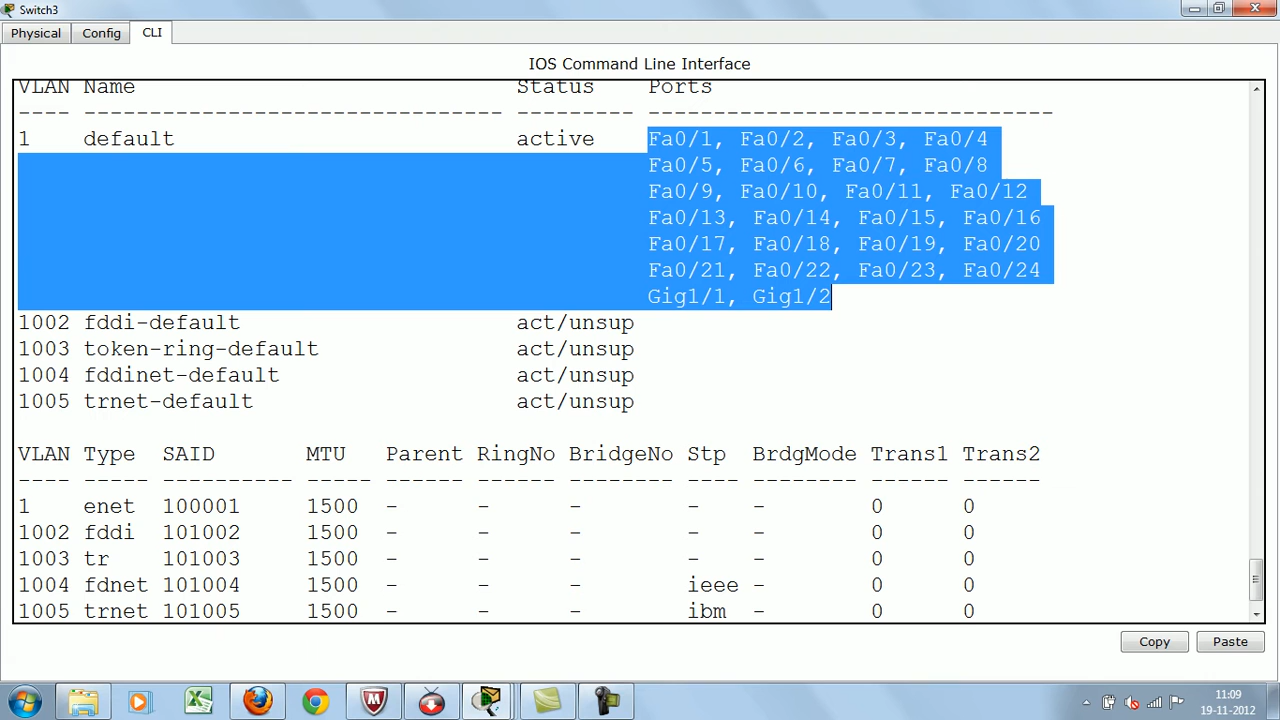 Switch3
Physical Config CLI
IOS Command Line Interface
VLAN Name Status Ports
---- -------------------------------- --------- -------------------------------
1 default active Fa0/1, Fa0/2, Fa0/3, Fa0/4
Fa0/5, Fa0/6, Fa0/7, Fa0/8
Fa0/9, Fa0/10, Fa0/11, Fa0/12
Fa0/13, Fa0/14, Fa0/15, Fa0/16
Fa0/17, Fa0/18, Fa0/19, Fa0/20
Fa0/21, Fa0/22, Fa0/23, Fa0/24
Gig1/1, Gig1/2
1002 fddi-default act/unsup
1003 token-ring-default act/unsup
1004 fddinet-default act/unsup
1005 trnet-default act/unsup
VLAN Type SAID MTU Parent RingNo BridgeNo Stp BrdgMode Trans1 Trans2
---- ----- ---------- ----- ------ ------ -------- ---- -------- ------ ------
1 enet 100001 1500 - - - - - 0 0
1002 fddi 101002 1500 - - - - - 0 0
1003 tr 101003 1500 - - - - - 0 0
1004 fdnet 101004 1500 - - - ieee - 0 0
1005 trnet 101005 1500 - - - ibm - 0 0
Copy Paste
11:09
19-11-2012